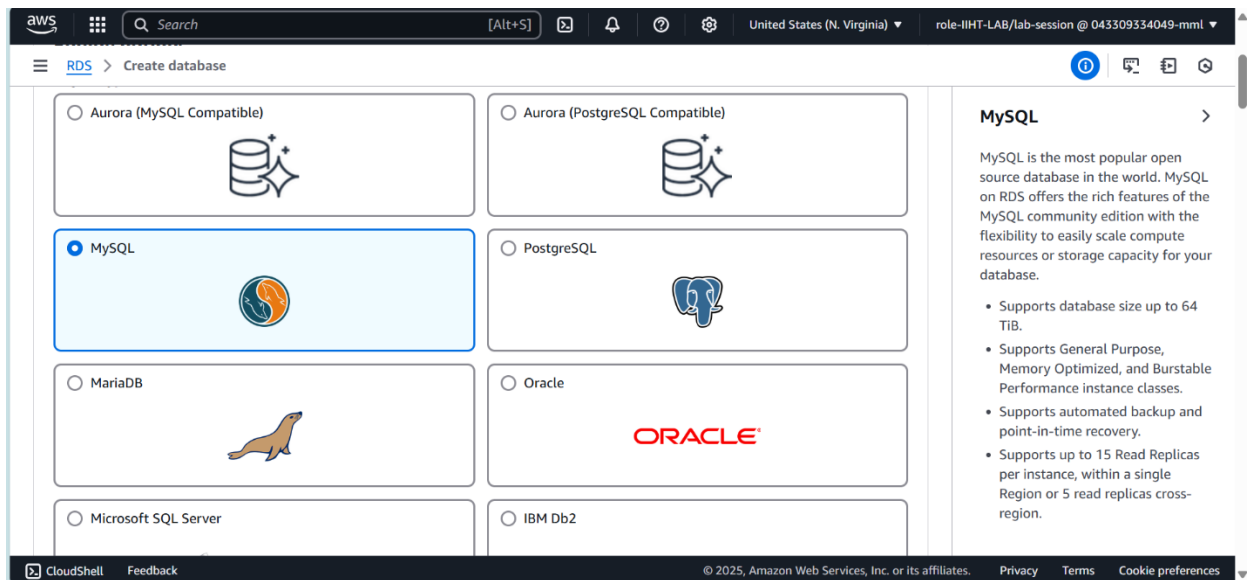 aws
Search
[Alt+S]
United States (N. Virginia) ▼
role-IIHT-LAB/lab-session @ 043309334049-mml ▼
RDS > Create database
Aurora (MySQL Compatible)
Aurora (PostgreSQL Compatible)
MySQL
PostgreSQL
MariaDB
Oracle
ORACLE
Microsoft SQL Server
IBM Db2
MySQL
MySQL is the most popular open
source database in the world. MySQL
on RDS offers the rich features of the
MySQL community edition with the
flexibility to easily scale compute
resources or storage capacity for your
database.
• Supports database size up to 64
TiB.
• Supports General Purpose,
Memory Optimized, and Burstable
Performance instance classes.
• Supports automated backup and
point-in-time recovery.
• Supports up to 15 Read Replicas
per instance, within a single
Region or 5 read replicas cross-
region.
CloudShell
Feedback
© 2025, Amazon Web Services, Inc. or its affiliates.
Privacy
Terms
Cookie preferences